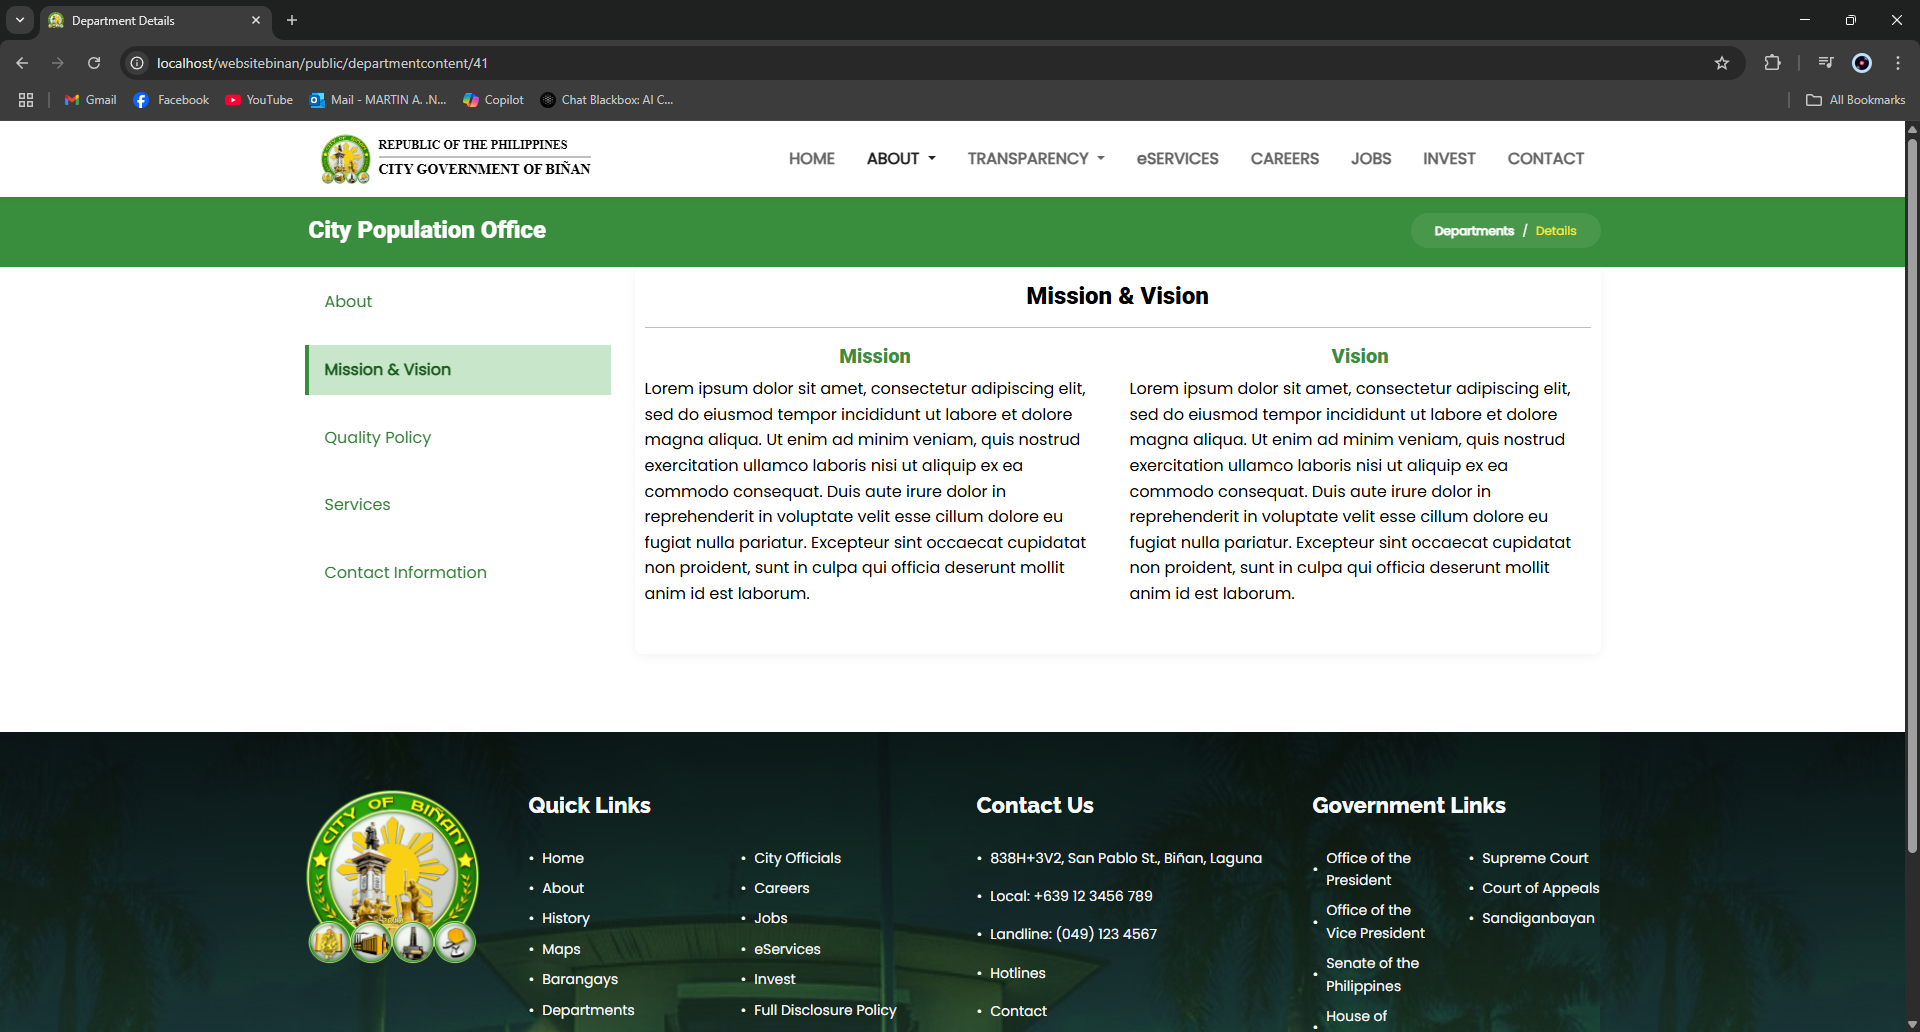 Department Details
localhost/websitebinan/public/departmentcontent/41
Gmail
Facebook
YouTube
Mail - MARTIN A. .N...
Copilot
Chat Blackbox: AI C...
All Bookmarks
REPUBLIC OF THE PHILIPPINES
CITY GOVERNMENT OF BIÑAN
HOME
ABOUT
TRANSPARENCY
eSERVICES
CAREERS
JOBS
INVEST
CONTACT
City Population Office
Departments / Details
About
Mission & Vision
Quality Policy
Services
Contact Information
Mission & Vision
Mission
Lorem ipsum dolor sit amet, consectetur adipiscing elit,
sed do eiusmod tempor incididunt ut labore et dolore
magna aliqua. Ut enim ad minim veniam, quis nostrud
exercitation ullamco laboris nisi ut aliquip ex ea
commodo consequat. Duis aute irure dolor in
reprehenderit in voluptate velit esse cillum dolore eu
fugiat nulla pariatur. Excepteur sint occaecat cupidatat
non proident, sunt in culpa qui officia deserunt mollit
anim id est laborum.
Vision
Lorem ipsum dolor sit amet, consectetur adipiscing elit,
sed do eiusmod tempor incididunt ut labore et dolore
magna aliqua. Ut enim ad minim veniam, quis nostrud
exercitation ullamco laboris nisi ut aliquip ex ea
commodo consequat. Duis aute irure dolor in
reprehenderit in voluptate velit esse cillum dolore eu
fugiat nulla pariatur. Excepteur sint occaecat cupidatat
non proident, sunt in culpa qui officia deserunt mollit
anim id est laborum.
CITY OF BIÑAN
Quick Links
• Home
• About
• History
• Maps
• Barangays
• Departments
• City Officials
• Careers
• Jobs
• eServices
• Invest
• Full Disclosure Policy
Contact Us
• 838H+3V2, San Pablo St., Biñan, Laguna
• Local: +639 12 3456 789
• Landline: (049) 123 4567
• Hotlines
• Contact
Government Links
• Office of the
President
• Office of the
Vice President
• Senate of the
Philippines
• House of
• Supreme Court
• Court of Appeals
• Sandiganbayan